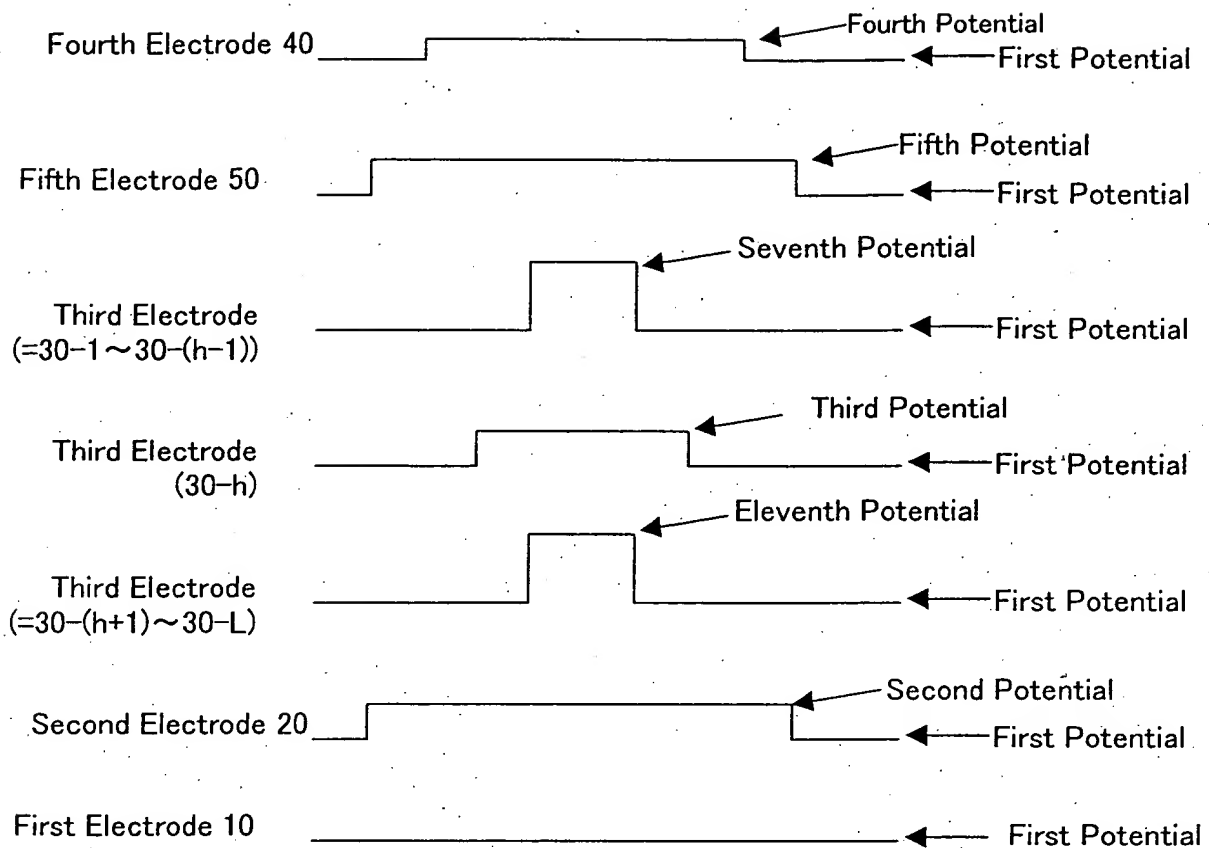 Fourth Electrode 40
Fourth Potential
First Potential
Fifth Electrode 50
Fifth Potential
First Potential
Seventh Potential
Third Electrode
(=30-1～30-(h-1))
First Potential
Third Potential
Third Electrode
(30-h)
First Potential
Eleventh Potential
Third Electrode
(=30-(h+1)～30-L)
First Potential
Second Potential
Second Electrode 20
First Potential
First Electrode 10
First Potential